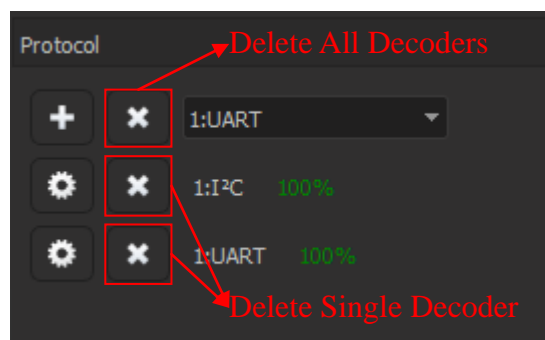 Protocol
Delete All Decoders
1:UART
1:I²C 100%
1:UART 100%
Delete Single Decoder